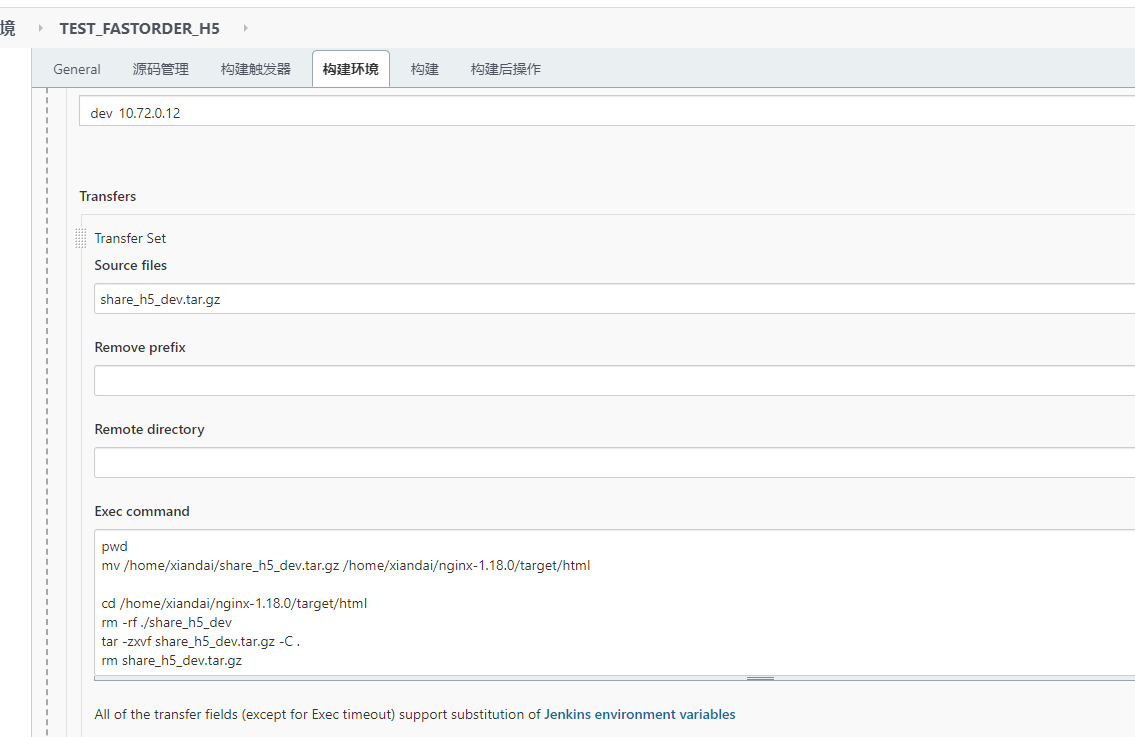 境 TEST_FASTORDER_H5
General 源码管理 构建触发器 构建环境 构建 构建后操作
dev 10.72.0.12
Transfers
Transfer Set
Source files
share_h5_dev.tar.gz
Remove prefix
Remote directory
Exec command
pwd
mv /home/xiandai/share_h5_dev.tar.gz /home/xiandai/nginx-1.18.0/target/html
cd /home/xiandai/nginx-1.18.0/target/html
rm -rf ./share_h5_dev
tar -zxvf share_h5_dev.tar.gz -C .
rm share_h5_dev.tar.gz
All of the transfer fields (except for Exec timeout) support substitution of Jenkins environment variables